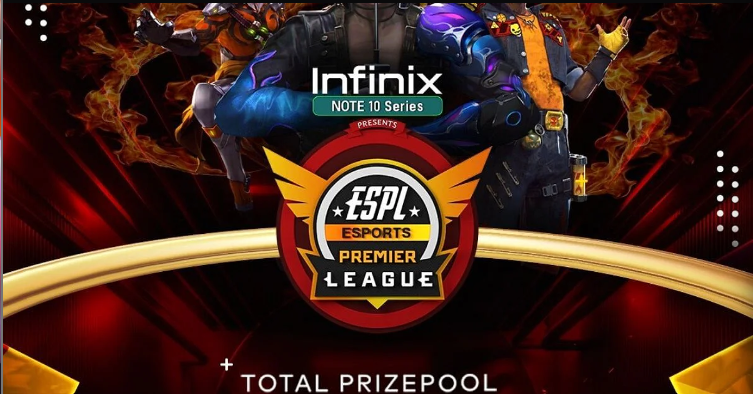 Infinix
NOTE 10 Series
PRESENTS
ESPL
ESPORTS
PREMIER
LEAGUE
TOTAL PRIZEPOOL